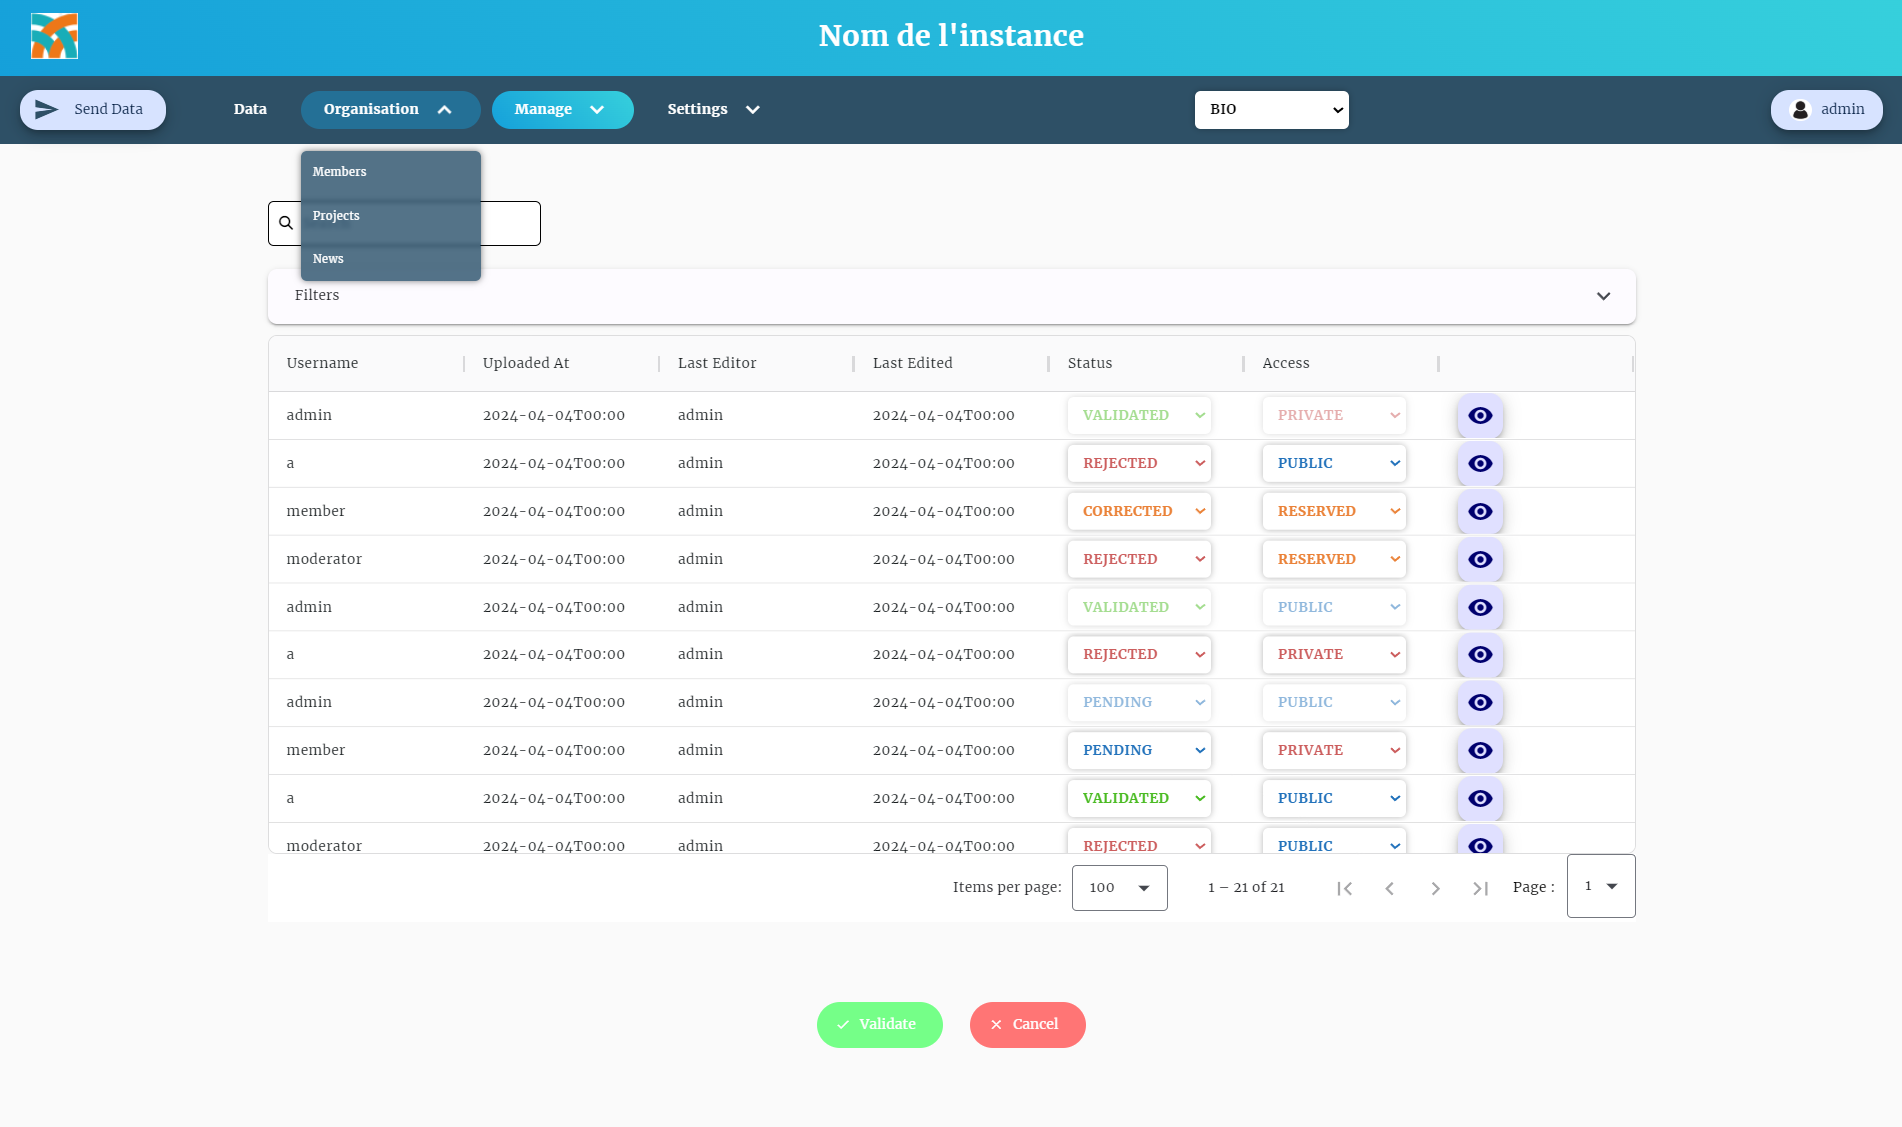 Nom de l'instance
Send Data
Data
Organisation
Manage
Settings
BIO
admin
Members
Projects
News
Filters
Username Uploaded At Last Editor Last Edited Status Access
admin 2024-04-04T00:00 admin 2024-04-04T00:00 VALIDATED PRIVATE
a 2024-04-04T00:00 admin 2024-04-04T00:00 REJECTED PUBLIC
member 2024-04-04T00:00 admin 2024-04-04T00:00 CORRECTED RESERVED
moderator 2024-04-04T00:00 admin 2024-04-04T00:00 REJECTED RESERVED
admin 2024-04-04T00:00 admin 2024-04-04T00:00 VALIDATED PUBLIC
a 2024-04-04T00:00 admin 2024-04-04T00:00 REJECTED PRIVATE
admin 2024-04-04T00:00 admin 2024-04-04T00:00 PENDING PUBLIC
member 2024-04-04T00:00 admin 2024-04-04T00:00 PENDING PRIVATE
a 2024-04-04T00:00 admin 2024-04-04T00:00 VALIDATED PUBLIC
moderator 2024-04-04T00:00 admin 2024-04-04T00:00 REJECTED PUBLIC
Items per page: 100 1 – 21 of 21 Page : 1
Validate
Cancel